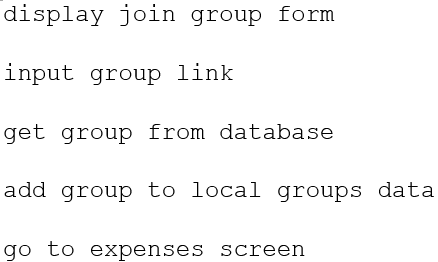 display join group form
input group link
get group from database
add group to local groups data
go to expenses screen